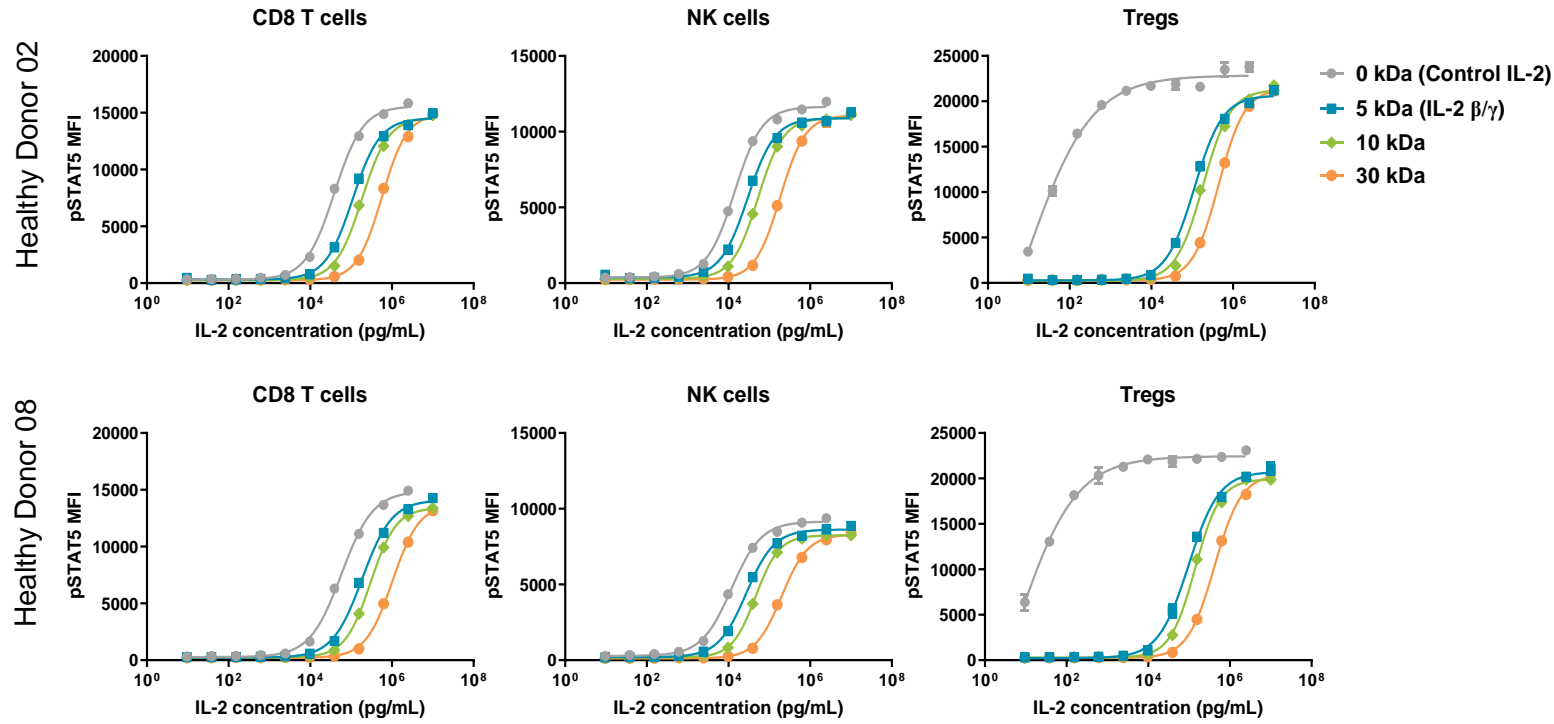 CD8 T cells
NK cells
Tregs
Healthy Donor 02
pSTAT5 MFI
20000
15000
10000
5000
0
10⁰ 10² 10⁴ 10⁶ 10⁸
IL-2 concentration (pg/mL)
pSTAT5 MFI
15000
10000
5000
0
10⁰ 10² 10⁴ 10⁶ 10⁸
IL-2 concentration (pg/mL)
pSTAT5 MFI
25000
20000
15000
10000
5000
0
10⁰ 10² 10⁴ 10⁶ 10⁸
IL-2 concentration (pg/mL)
0 kDa (Control IL-2)
5 kDa (IL-2 β/γ)
10 kDa
30 kDa
CD8 T cells
NK cells
Tregs
Healthy Donor 08
pSTAT5 MFI
20000
15000
10000
5000
0
10⁰ 10² 10⁴ 10⁶ 10⁸
IL-2 concentration (pg/mL)
pSTAT5 MFI
15000
10000
5000
0
10⁰ 10² 10⁴ 10⁶ 10⁸
IL-2 concentration (pg/mL)
pSTAT5 MFI
25000
20000
15000
10000
5000
0
10⁰ 10² 10⁴ 10⁶ 10⁸
IL-2 concentration (pg/mL)